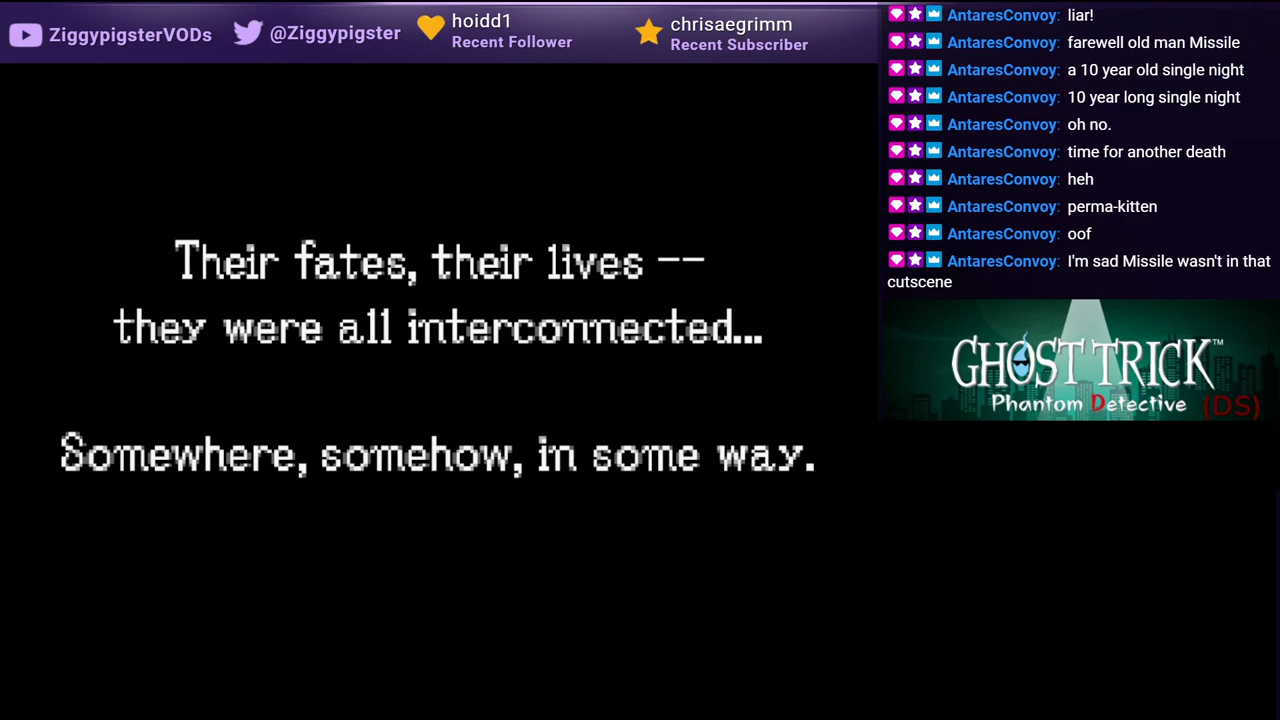 ZiggypigsterVODs
@Ziggypigster
hoidd1
Recent Follower
chrisaegrimm
Recent Subscriber
Their fates, their lives --
they were all interconnected...
Somewhere, somehow, in some way.
AntaresConvoy: liar!
AntaresConvoy: farewell old man Missile
AntaresConvoy: a 10 year old single night
AntaresConvoy: 10 year long single night
AntaresConvoy: oh no.
AntaresConvoy: time for another death
AntaresConvoy: heh
AntaresConvoy: perma-kitten
AntaresConvoy: oof
AntaresConvoy: I'm sad Missile wasn't in that
cutscene
GHOST TRICK™
Phantom Detective (DS)